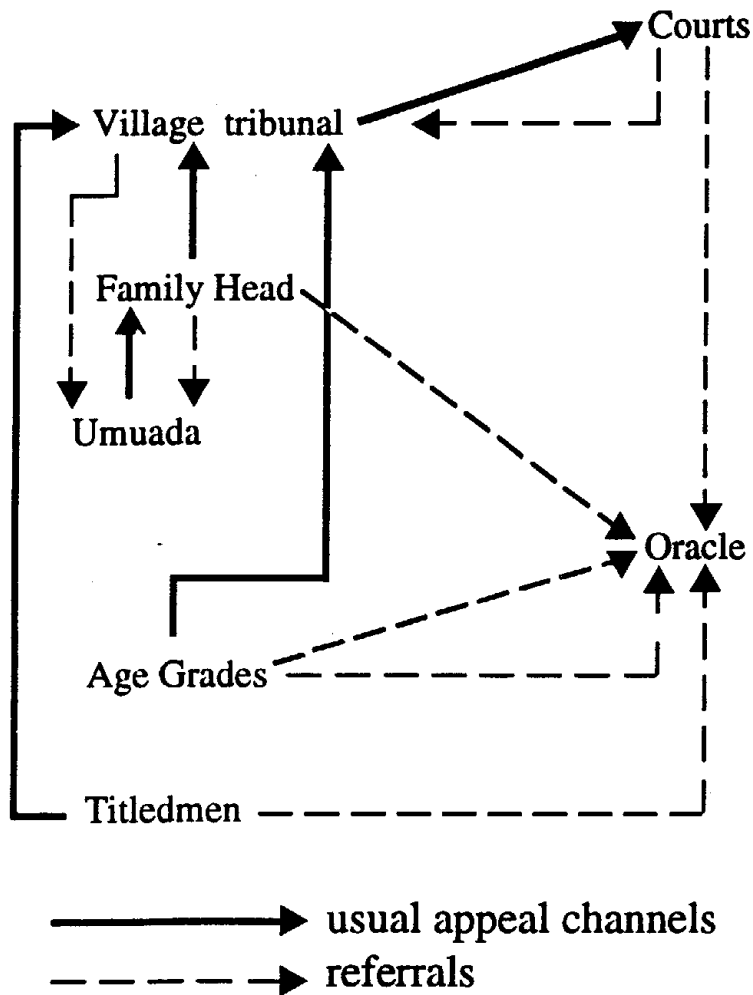 Courts
Village tribunal
Family Head
Umuada
Oracle
Age Grades
Titledmen
usual appeal channels
referrals